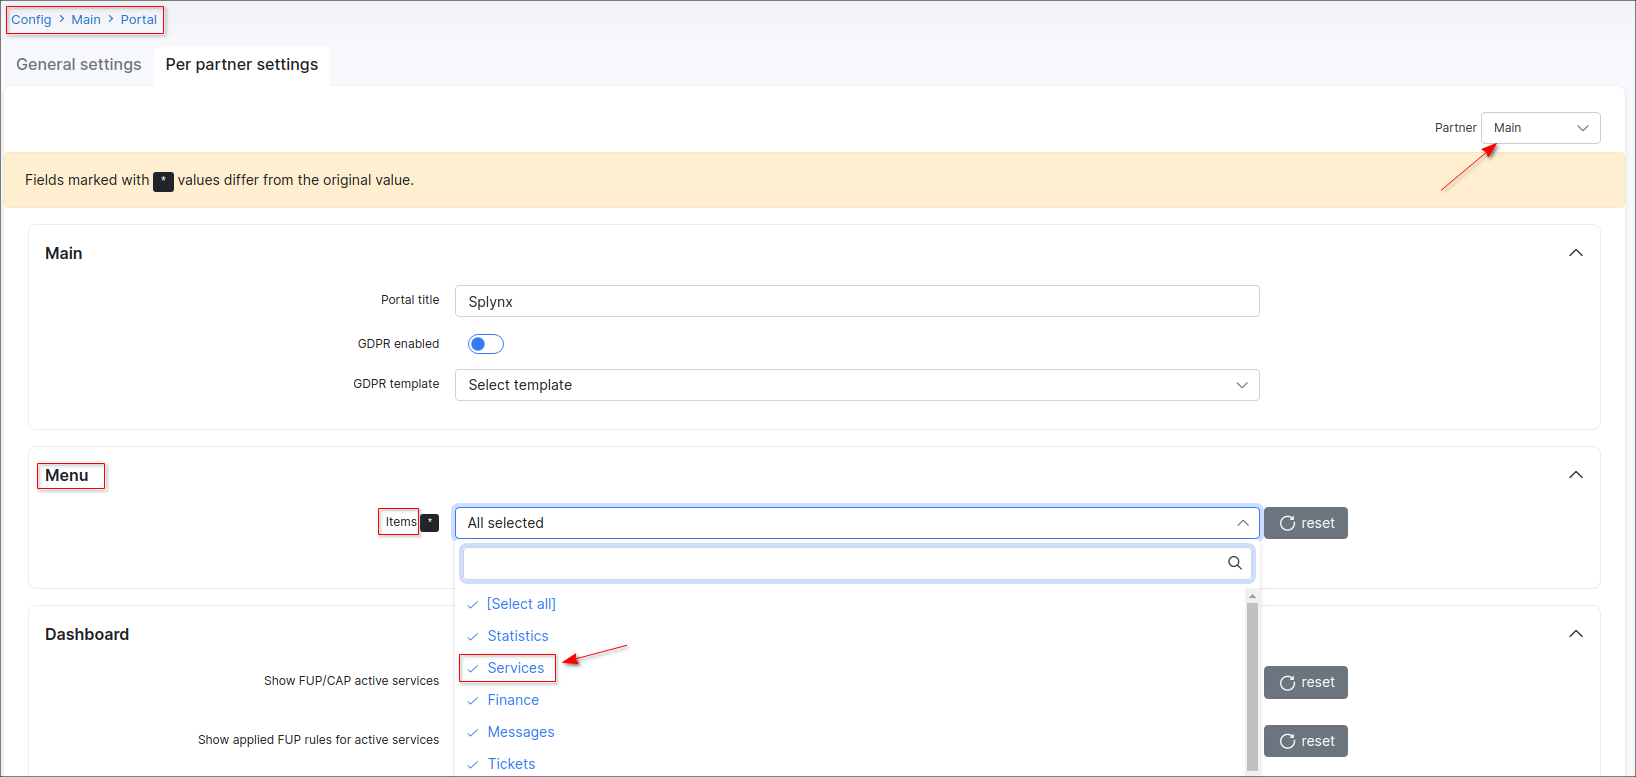 Config > Main > Portal
General settings Per partner settings
Partner Main
Fields marked with * values differ from the original value.
Main
Portal title Splynx
GDPR enabled
GDPR template Select template
Menu
Items * All selected reset
[Select all]
Statistics
Dashboard
Services
Show FUP/CAP active services reset
Finance
Messages
Show applied FUP rules for active services reset
Tickets